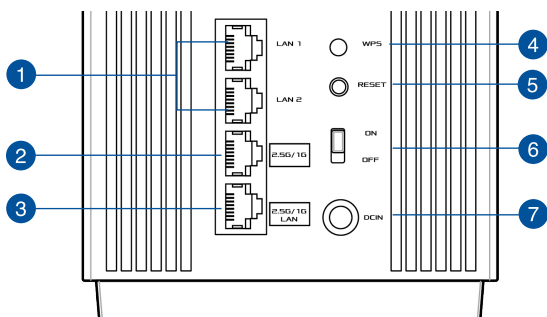 1
LAN 1
WPS
4
LAN 2
RESET
5
2
2.5G/1G
ON
OFF
6
3
2.5G/1G
LAN
DCIN
7